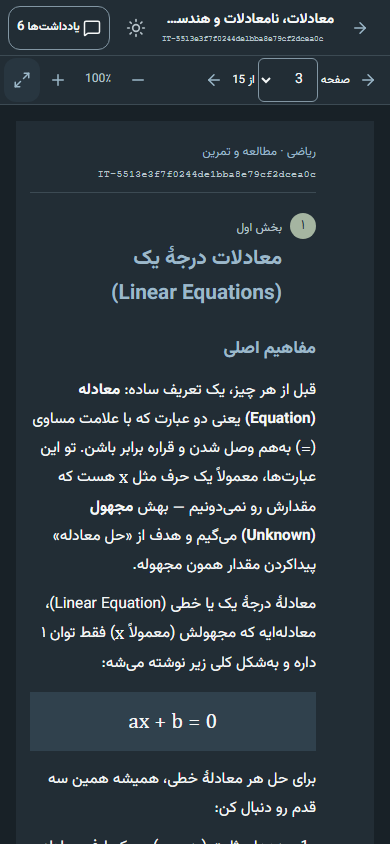 معادلات، نامعادلات و هندس...
IT-5513e3f7f0244de1bba8e79cf2dcea0c
یادداشت‌ها 6
صفحه 3 از 15
100٪
ریاضی · مطالعه و تمرین
IT-5513e3f7f0244de1bba8e79cf2dcea0c
۱ بخش اول
معادلات درجهٔ یک
(Linear Equations)
مفاهیم اصلی
قبل از هر چیز، یک تعریف ساده: معادله
(Equation) یعنی دو عبارت که با علامت مساوی
(=) به‌هم وصل شدن و قراره برابر باشن. تو این
عبارت‌ها، معمولاً یک حرف مثل x هست که
مقدارش رو نمی‌دونیم — بهش مجهول
(Unknown) می‌گیم و هدف از «حل معادله»
پیداکردن مقدار همون مجهوله.
معادلهٔ درجهٔ یک یا خطی (Linear Equation)،
معادله‌ایه که مجهولش (معمولاً x) فقط توان ۱
داره و به‌شکل کلی زیر نوشته می‌شه:
ax + b = 0
برای حل هر معادلهٔ خطی، همیشه همین سه
قدم رو دنبال کن: